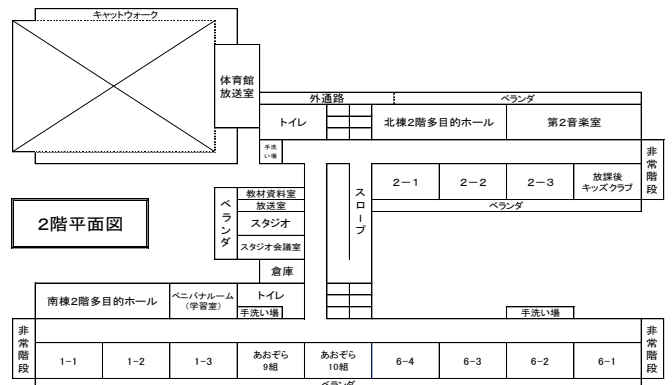 キャットウォーク
体育館
放送室
外通路
ベランダ
トイレ
北棟2階多目的ホール
第2音楽室
手洗
い場
非常階段
2-1
2-2
2-3
放課後
キッズクラブ
ベランダ
スロープ
教材資料室
放送室
スタジオ
スタジオ会議室
ベランダ
2階平面図
倉庫
南棟2階多目的ホール
ベニバナルーム
(学習室)
トイレ
手洗い場
手洗い場
非常階段
1-1
1-2
1-3
あおぞら
9組
あおぞら
10組
6-4
6-3
6-2
6-1
非常階段
ベランダ